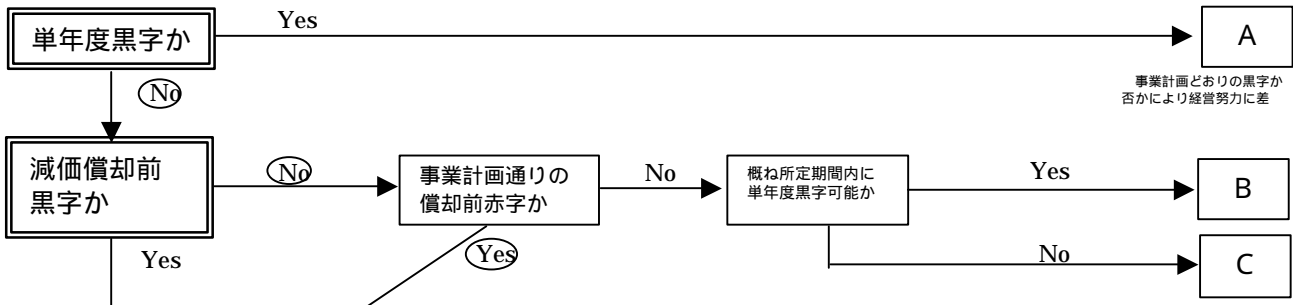 単年度黒字か
Yes
A
事業計画どおりの黒字か
否かにより経営努力に差
No
減価償却前
黒字か
No
事業計画通りの
償却前赤字か
No
概ね所定期間内に
単年度黒字可能か
Yes
B
Yes
Yes
No
C